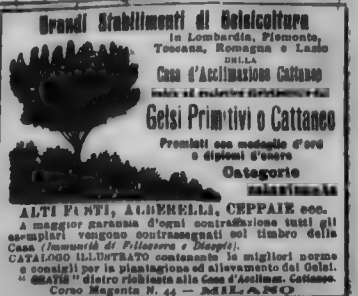 Grandi Stabilimenti di Gelsicoltura
in Lombardia, Piemonte,
Toscana, Romagna e Lazio
DELLA
Casa d'Acclimazione Cattaneo
Gelsi Primitivi o Cattaneo
Premiati con medaglie d'oro
e diplomi d'onore
Categorie
ALTI FUSTI, ALBERELLI, CEPPAIE ecc.
A maggior garanzia d'ogni contraffazione tutti gli
esemplari vengono contrassegnati col timbro della
Casa (Immunità di Fillossera e Diaspis).
CATALOGO ILLUSTRATO contenente le migliori norme
e consigli per la piantagione ed allevamento dei Gelsi.
"GRATIS" dietro richiesta alla Casa d'Acclimaz. Cattaneo.
Corso Magenta N. 44 — MILANO